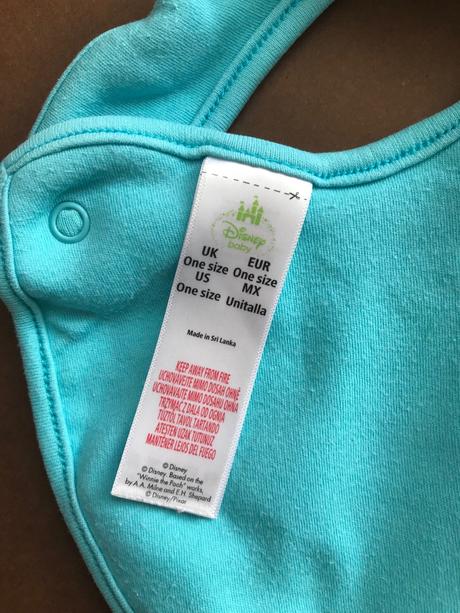 Disney
baby
UK EUR
One size One size
US MX
One size Unitalla
Made in Sri Lanka
KEEP AWAY FROM FIRE
UCHOVÁVEJTE MIMO DOSAH OHNĚ
UCHOVÁVAJTE MIMO DOSAHU OHŇA
TRZYMAĆ Z DALA OD OGNIA
TŰZTŐL TÁVOL TARTANDÓ
ATEŞTEN UZAK TUTUNUZ
MANTENER LEJOS DEL FUEGO
© Disney
© Disney. Based on the
"Winnie the Pooh" works,
by A.A. Milne and E.H. Shepard
© Disney/Pixar